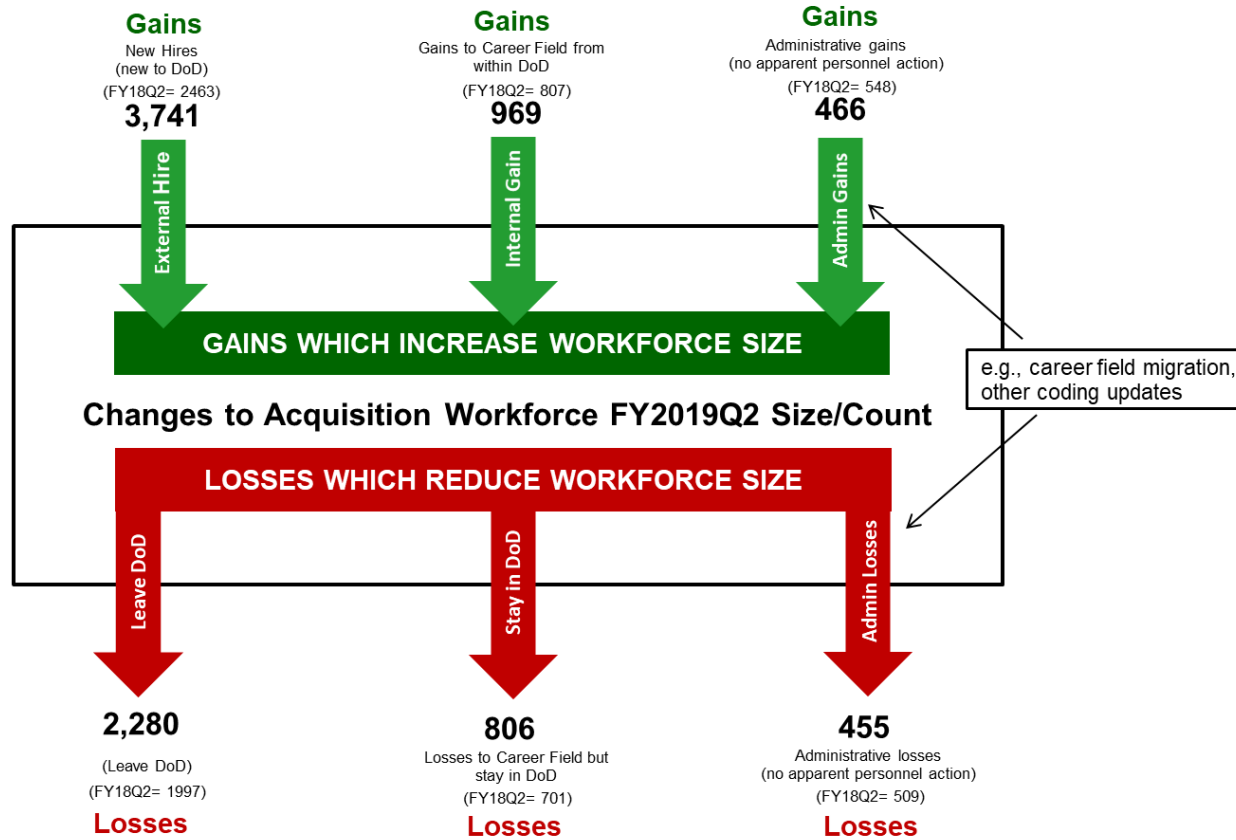 Gains
New Hires
(new to DoD)
(FY18Q2= 2463)
3,741
External Hire
Gains
Gains to Career Field from
within DoD
(FY18Q2= 807)
969
Internal Gain
Gains
Administrative gains
(no apparent personnel action)
(FY18Q2= 548)
466
Admin Gains
GAINS WHICH INCREASE WORKFORCE SIZE
e.g., career field migration,
other coding updates
Changes to Acquisition Workforce FY2019Q2 Size/Count
LOSSES WHICH REDUCE WORKFORCE SIZE
Leave DoD
2,280
(Leave DoD)
(FY18Q2= 1997)
Losses
Stay in DoD
806
Losses to Career Field but
stay in DoD
(FY18Q2= 701)
Losses
Admin Losses
455
Administrative losses
(no apparent personnel action)
(FY18Q2= 509)
Losses